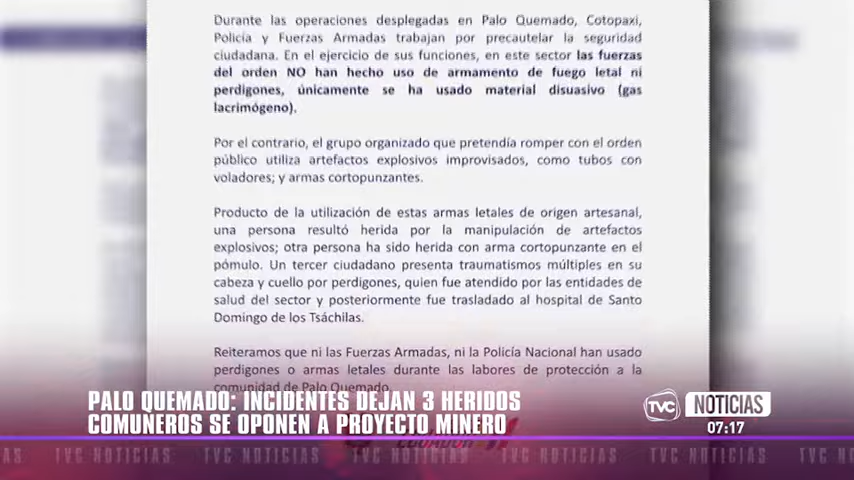 Durante las operaciones desplegadas en Palo Quemado, Cotopaxi,
Policía y Fuerzas Armadas trabajan por precautelar la seguridad
ciudadana. En el ejercicio de sus funciones, en este sector las fuerzas
del orden NO han hecho uso de armamento de fuego letal ni
perdigones, únicamente se ha usado material disuasivo (gas
lacrimógeno).
Por el contrario, el grupo organizado que pretendía romper con el orden
público utiliza artefactos explosivos improvisados, como tubos con
voladores; y armas cortopunzantes.
Producto de la utilización de estas armas letales de origen artesanal,
una persona resultó herida por la manipulación de artefactos
explosivos; otra persona ha sido herida con arma cortopunzante en el
pómulo. Un tercer ciudadano presenta traumatismos múltiples en su
cabeza y cuello por perdigones, quien fue atendido por las entidades de
salud del sector y posteriormente fue trasladado al hospital de Santo
Domingo de los Tsáchilas.
Reiteramos que ni las Fuerzas Armadas, ni la Policía Nacional han usado
perdigones o armas letales durante las labores de protección a la
comunidad de Palo Quemado.
PALO QUEMADO: INCIDENTES DEJAN 3 HERIDOS
COMUNEROS SE OPONEN A PROYECTO MINERO
TVC NOTICIAS
07:17
ECUADOR
AS TVC NOTICIAS TVC NOTICIAS TVC NOTICIAS TVC NOTICIAS TVC NOTICIAS TVC NO